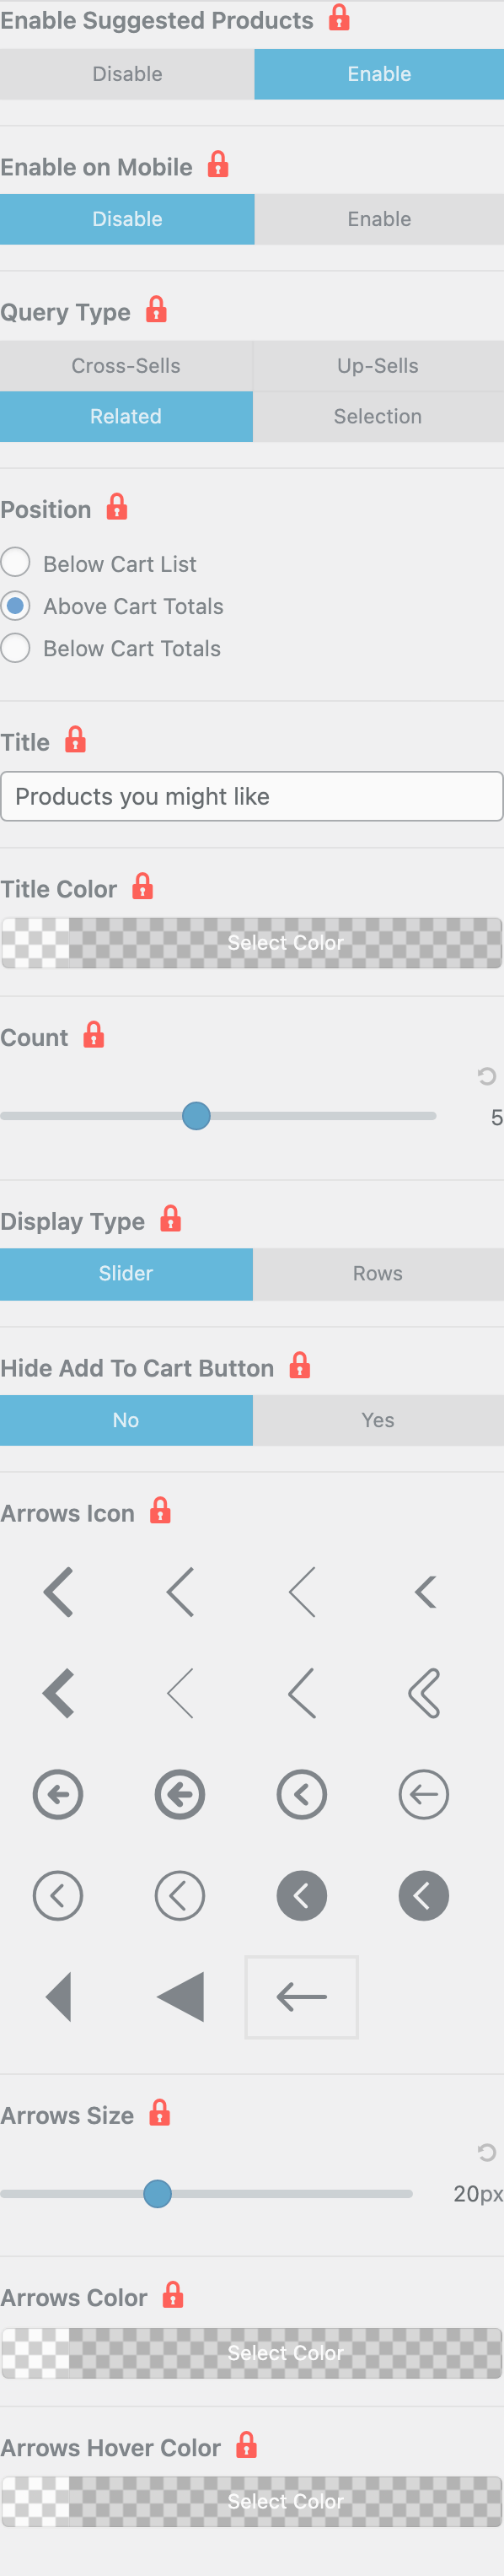 Enable Suggested Products
Disable Enable
Enable on Mobile
Disable Enable
Query Type
Cross-Sells Up-Sells
Related Selection
Position
Below Cart List
Above Cart Totals
Below Cart Totals
Title
Products you might like
Title Color
Select Color
Count
5
Display Type
Slider Rows
Hide Add To Cart Button
No Yes
Arrows Icon
Arrows Size
20px
Arrows Color
Select Color
Arrows Hover Color
Select Color